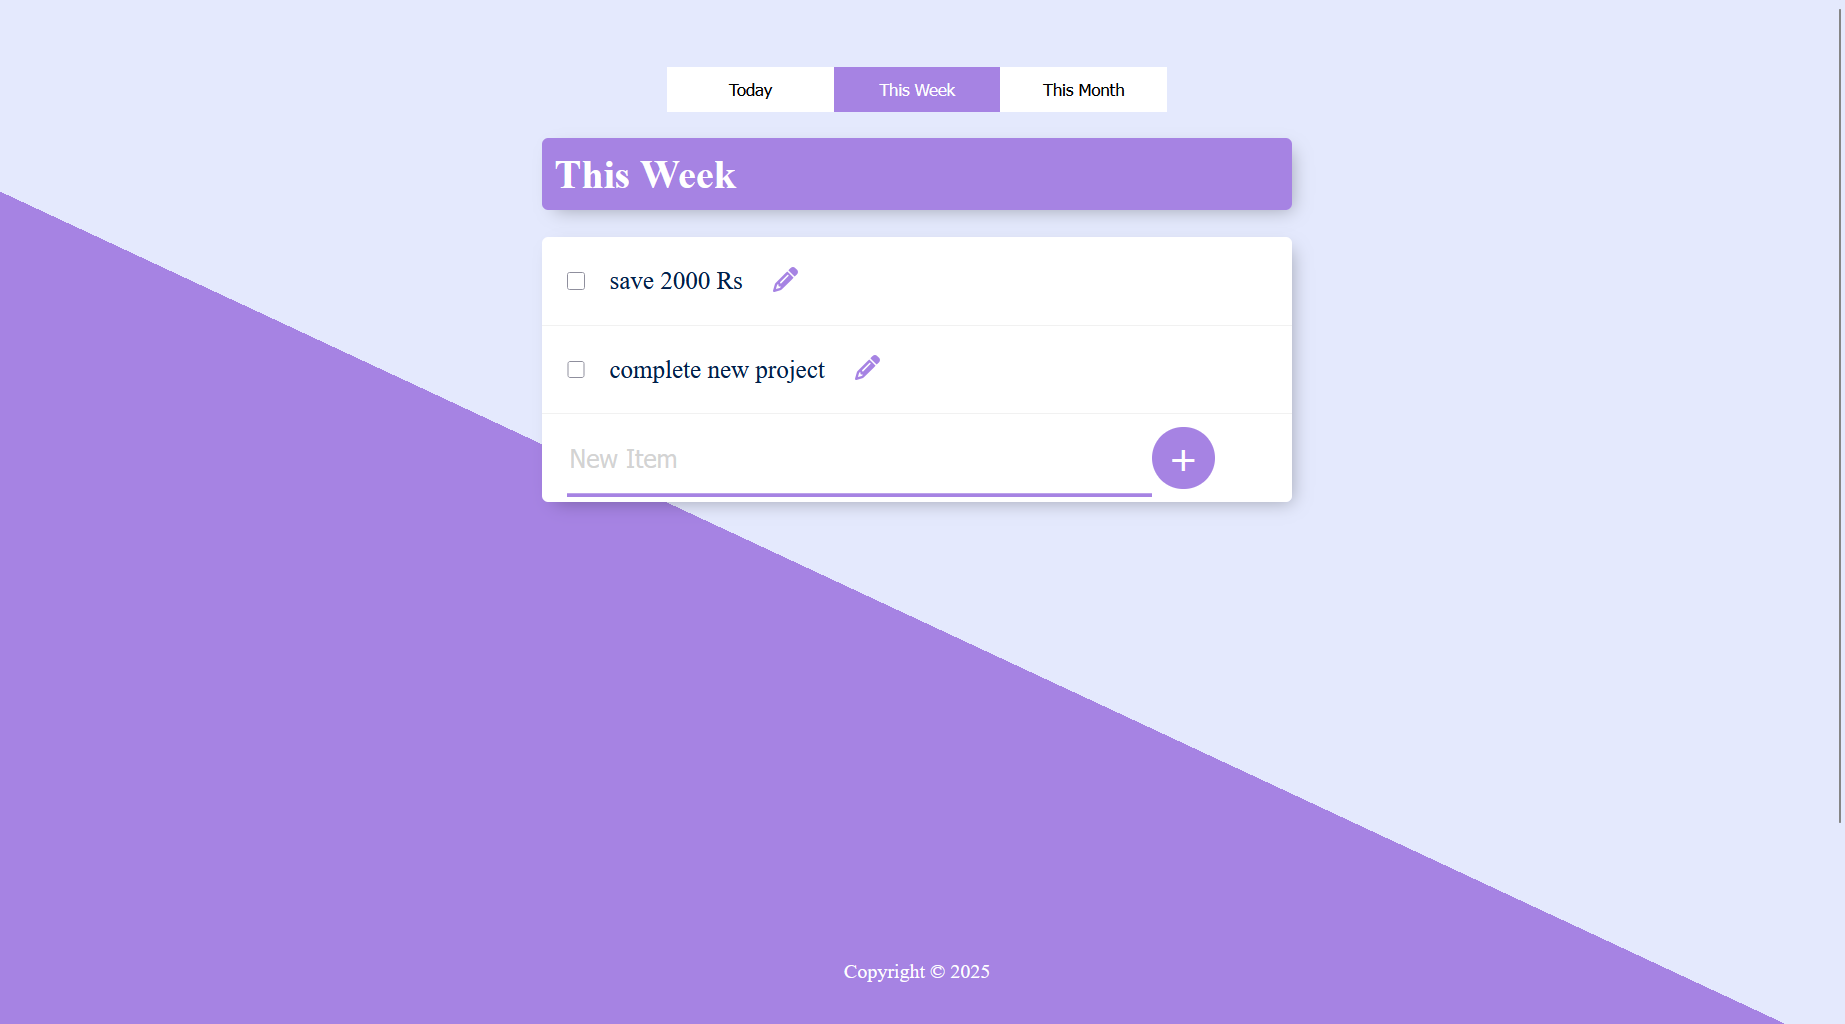 Today This Week This Month
This Week
save 2000 Rs
complete new project
New Item +
Copyright © 2025